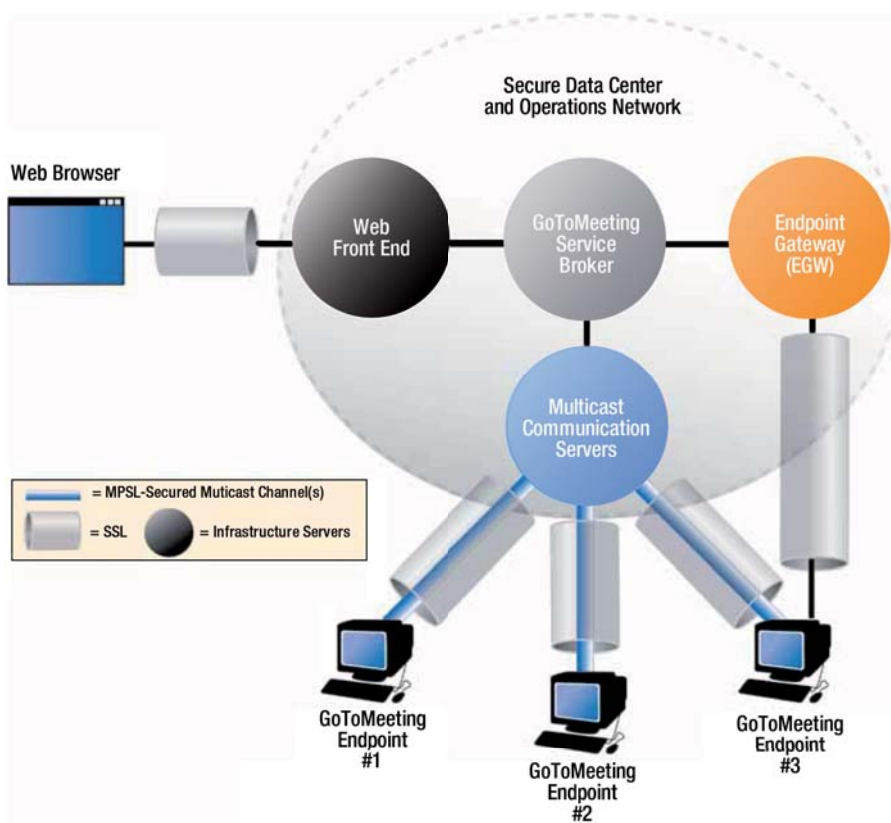 Secure Data Center
and Operations Network
Web Browser
Web
Front End
GoToMeeting
Service
Broker
Endpoint
Gateway
(EGW)
Multicast
Communication
Servers
= MPSL-Secured Muticast Channel(s)
= SSL
= Infrastructure Servers
GoToMeeting
Endpoint
#1
GoToMeeting
Endpoint
#2
GoToMeeting
Endpoint
#3